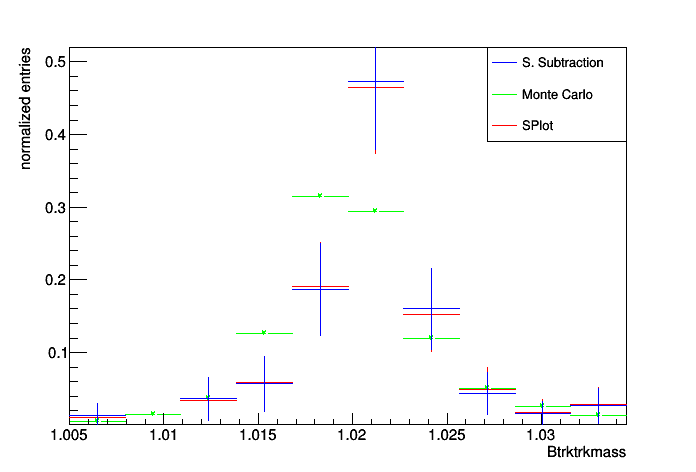 normalized entries
0.5
0.4
0.3
0.2
0.1
S. Subtraction
Monte Carlo
SPlot
1.005 1.01 1.015 1.02 1.025 1.03
Btrktrkmass